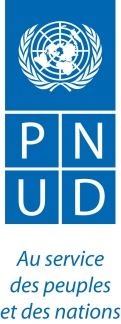 P N
U D
Au service
des peuples
et des nations